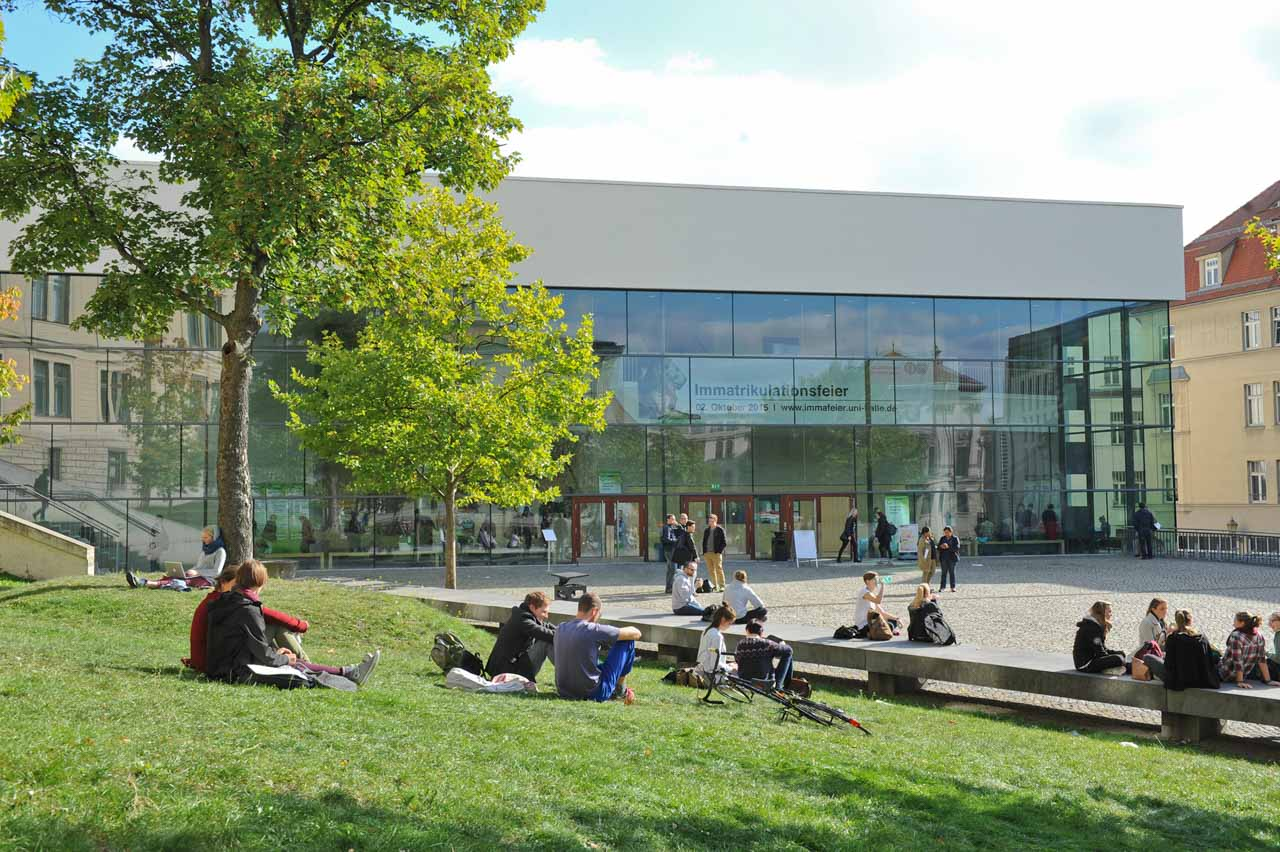 Immatrikulationsfeier
02. Oktober 2015 I www.immafeier.uni-halle.de